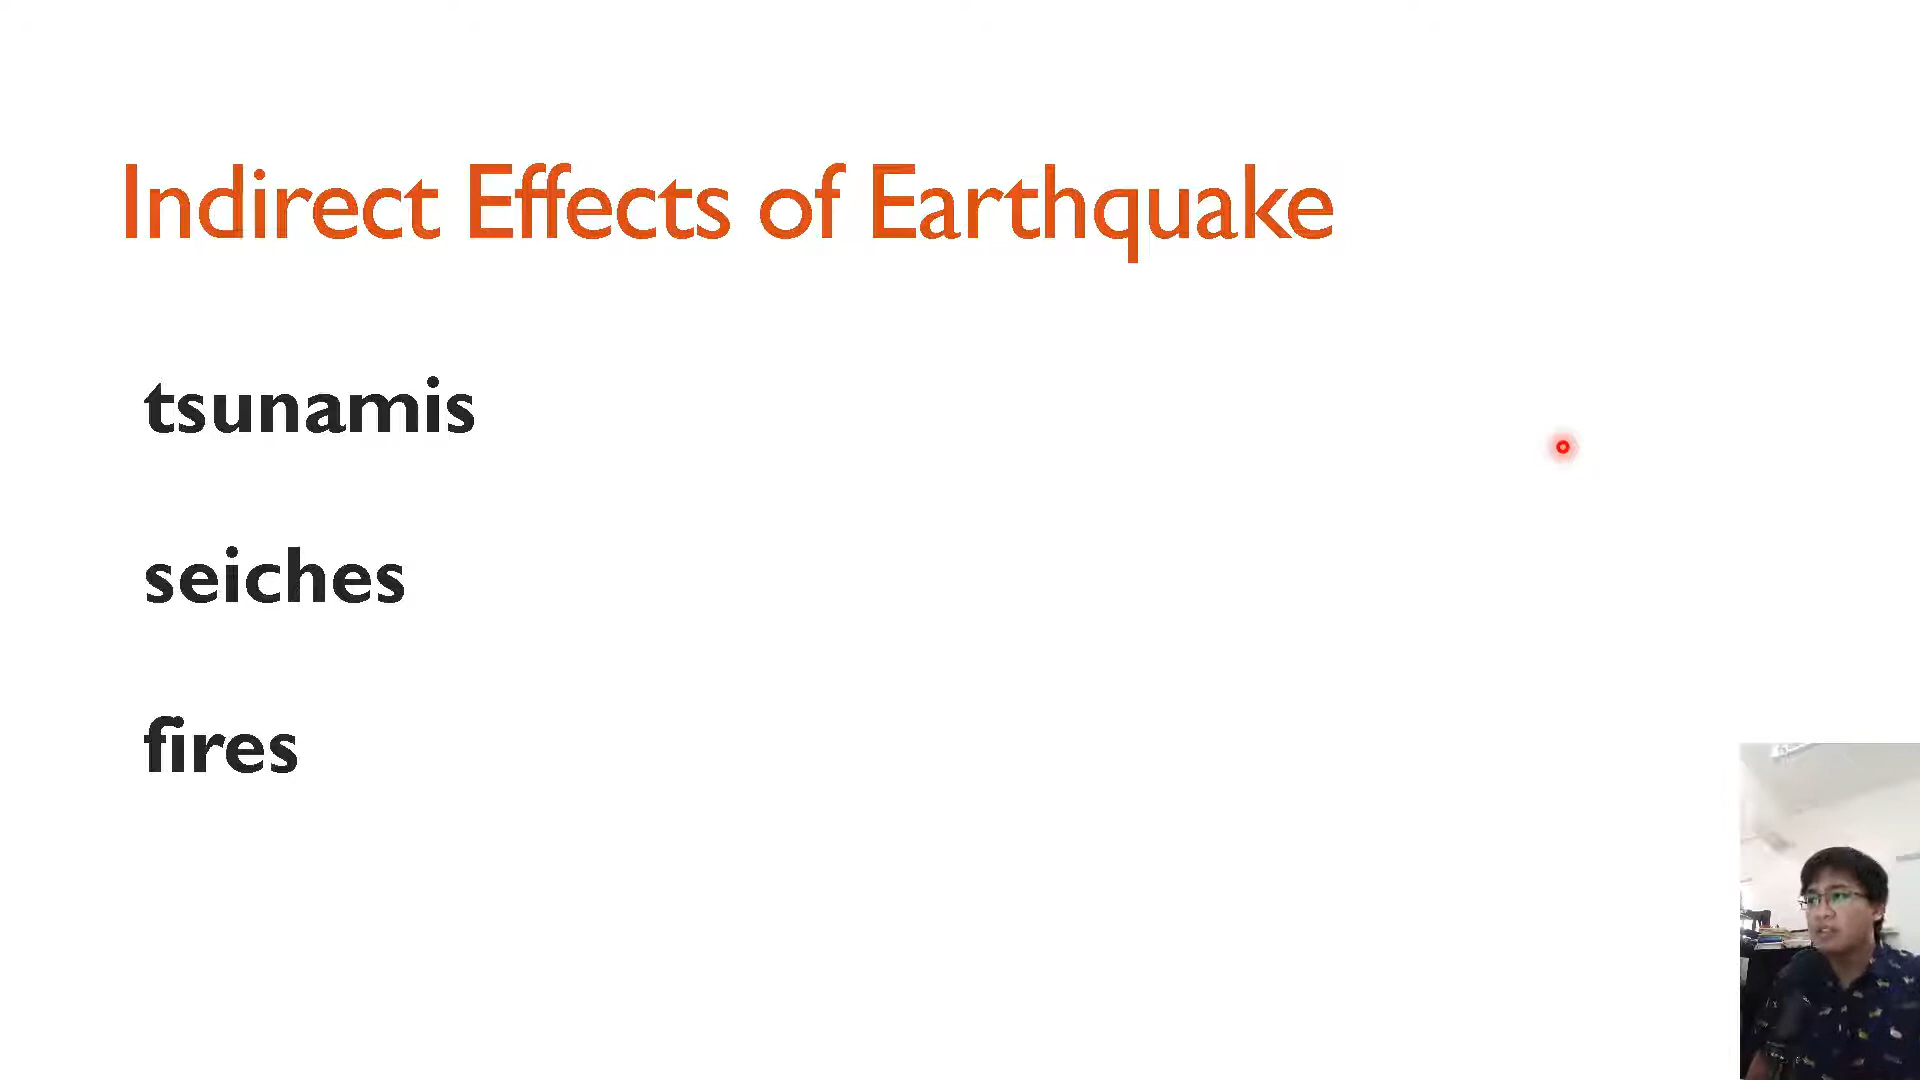 Indirect Effects of Earthquake
tsunamis
seiches
fires